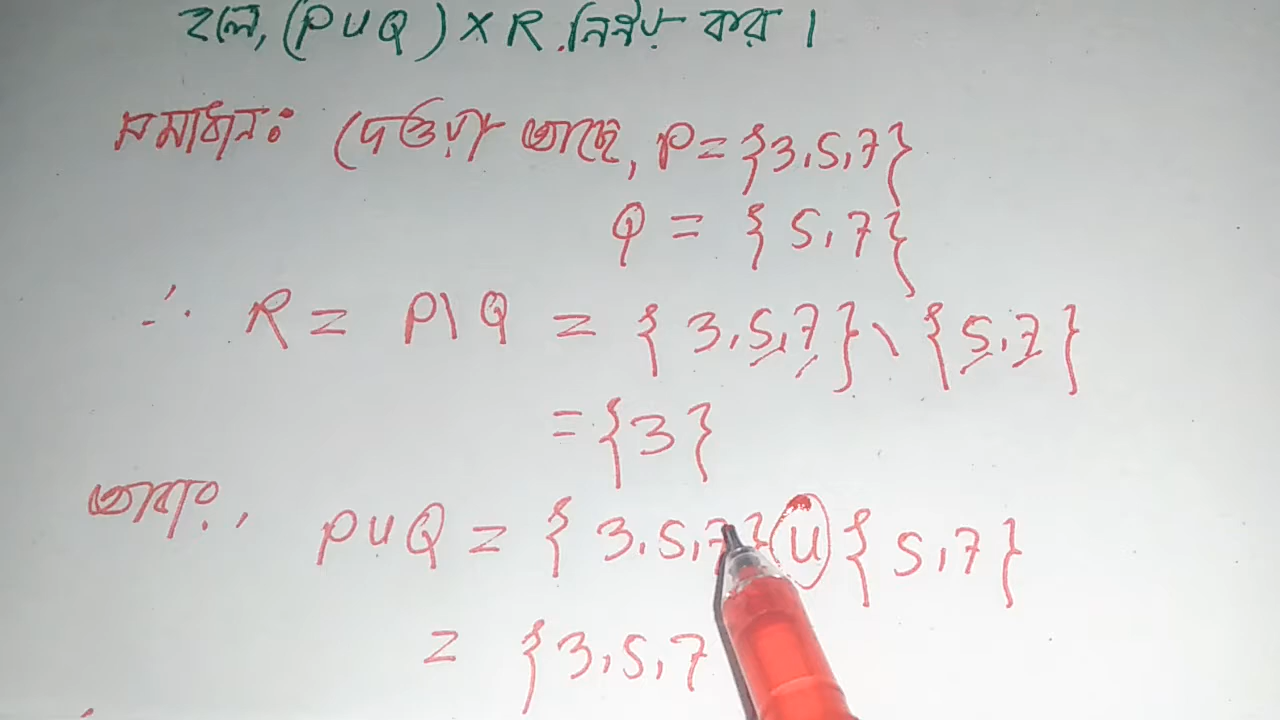 হলে, (P∪Q) × R নির্ণয় কর ।
সমাধানঃ দেওয়া আছে, P = {3, 5, 7}
Q = {5, 7}
∴ R = P \ Q = {3, 5, 7} \ {5, 7}
= {3}
আবার, P∪Q = {3, 5, 7} ∪ {5, 7}
= {3, 5, 7